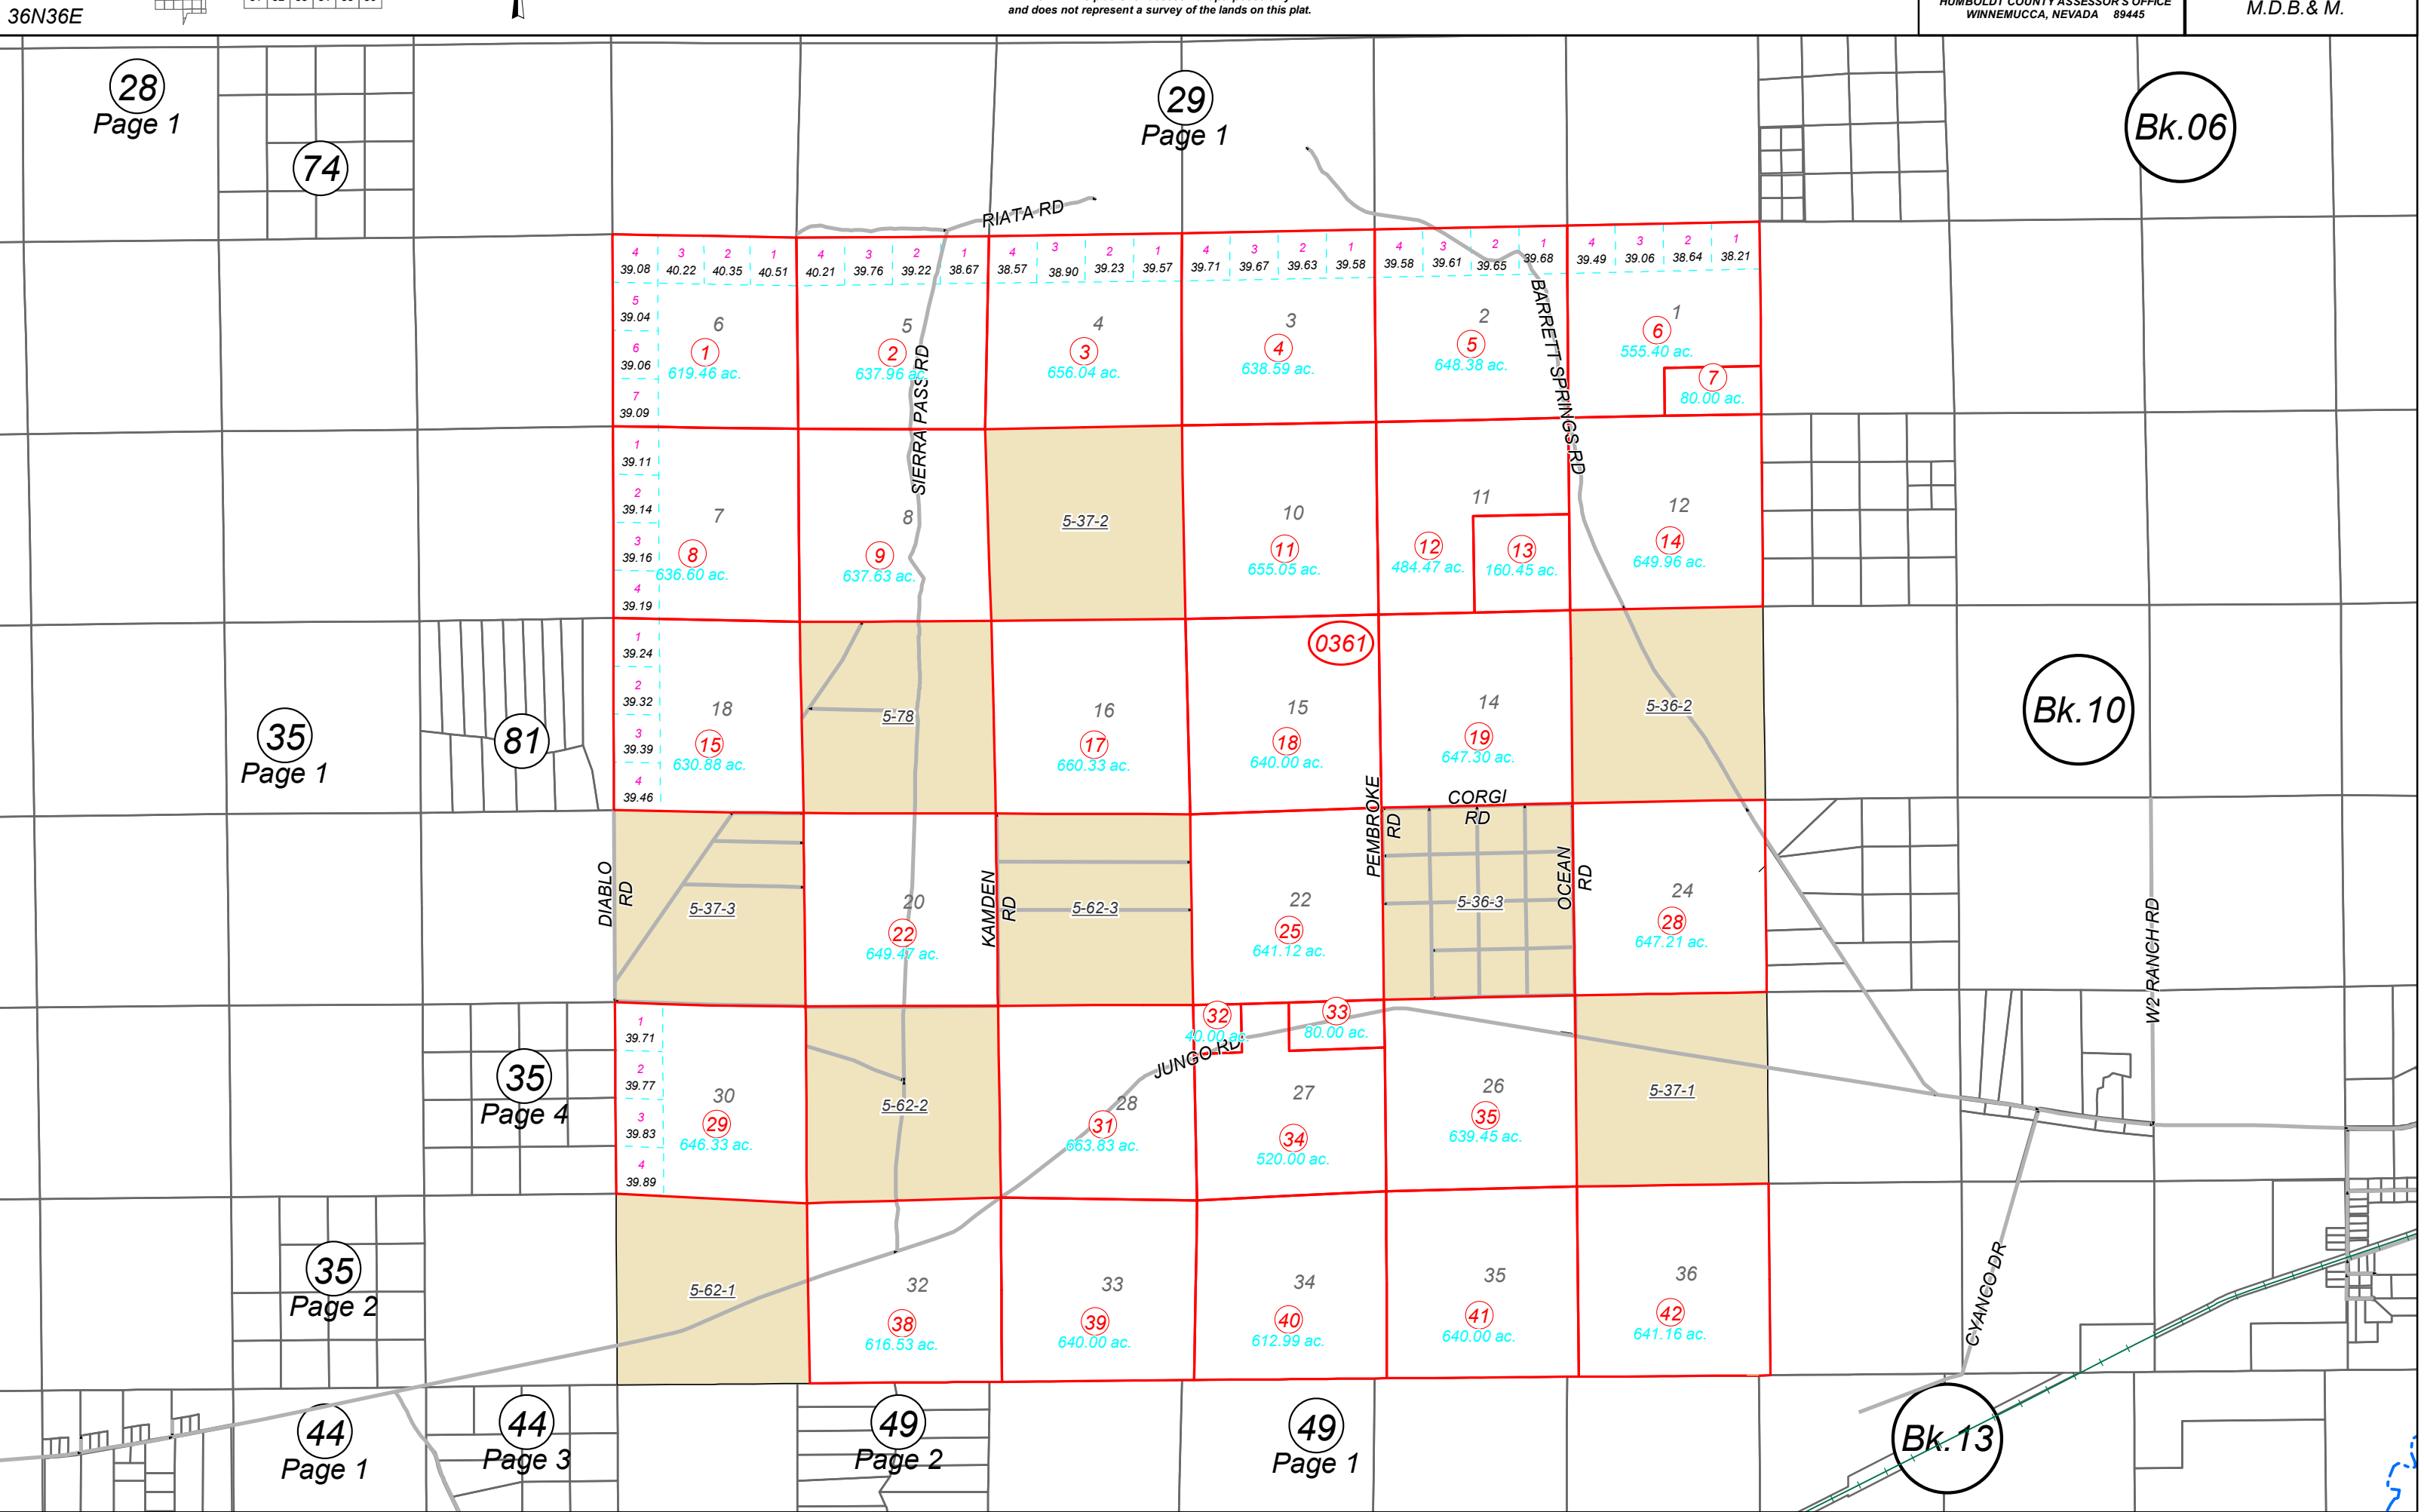 36N36E
and does not represent a survey of the lands on this plat.
HUMBOLDT COUNTY ASSESSOR'S OFFICE
WINNEMUCCA, NEVADA 89445
M.D.B.& M.
28
Page 1
74
29
Page 1
Bk.06
RIATA RD
4 3 2 1 4 3 2 1 4 3 2 1 4 3 2 1 4 3 2 1 4 3 2 1
39.08 40.22 40.35 40.51 40.21 39.76 39.22 38.67 38.57 38.90 39.23 39.57 39.71 39.67 39.63 39.58 39.58 39.61 39.65 39.68 39.49 39.06 38.64 38.21
5
39.04
6
39.06
7
39.09
6
1
619.46 ac.
5
2
637.96 ac.
SIERRA PASS RD
4
3
656.04 ac.
3
4
638.59 ac.
2
5
648.38 ac.
BARRETT SPRINGS RD
1
6
555.40 ac.
7
80.00 ac.
1
39.11
2
39.14
3
39.16
4
39.19
7
8
636.60 ac.
8
9
637.63 ac.
5-37-2
10
11
655.05 ac.
11
12
484.47 ac.
13
160.45 ac.
12
14
649.96 ac.
0361
1
39.24
2
39.32
3
39.39
4
39.46
18
15
630.88 ac.
5-78
16
17
660.33 ac.
15
18
640.00 ac.
14
19
647.30 ac.
5-36-2
35
Page 1
81
Bk.10
DIABLO
RD
5-37-3
20
22
649.47 ac.
KAMDEN
RD
5-62-3
22
25
641.12 ac.
PEMBROKE
RD
CORGI
RD
5-36-3
OCEAN
RD
24
28
647.21 ac.
W2 RANCH RD
35
Page 4
1
39.71
2
39.77
3
39.83
4
39.89
30
29
646.33 ac.
5-62-2
28
31
663.83 ac.
JUNGO RD
32
40.00 ac.
33
80.00 ac.
27
34
520.00 ac.
26
35
639.45 ac.
5-37-1
35
Page 2
5-62-1
32
38
616.53 ac.
33
39
640.00 ac.
34
40
612.99 ac.
35
41
640.00 ac.
36
42
641.16 ac.
CYANCO DR
44
Page 1
44
Page 3
49
Page 2
49
Page 1
Bk.13